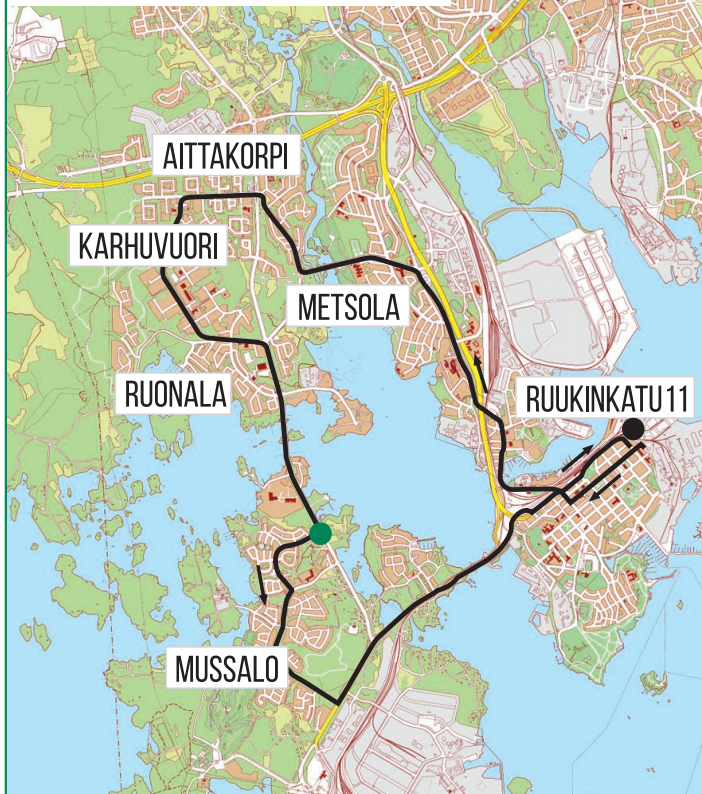 AITTAKORPI
KARHUVUORI
METSOLA
RUONALA
RUUKINKATU 11
MUSSALO